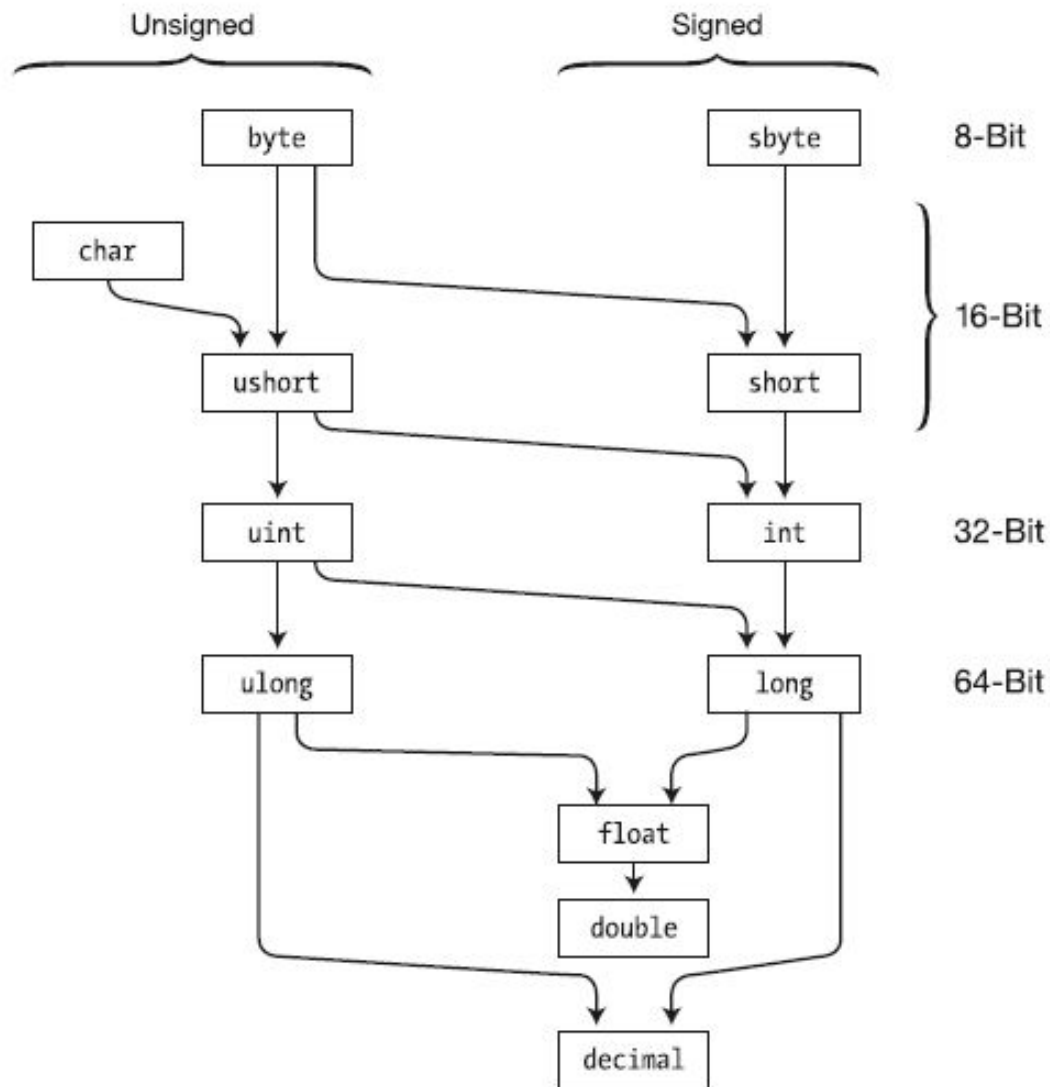 Unsigned
Signed
byte
sbyte
8-Bit
char
16-Bit
ushort
short
uint
int
32-Bit
ulong
long
64-Bit
float
double
decimal